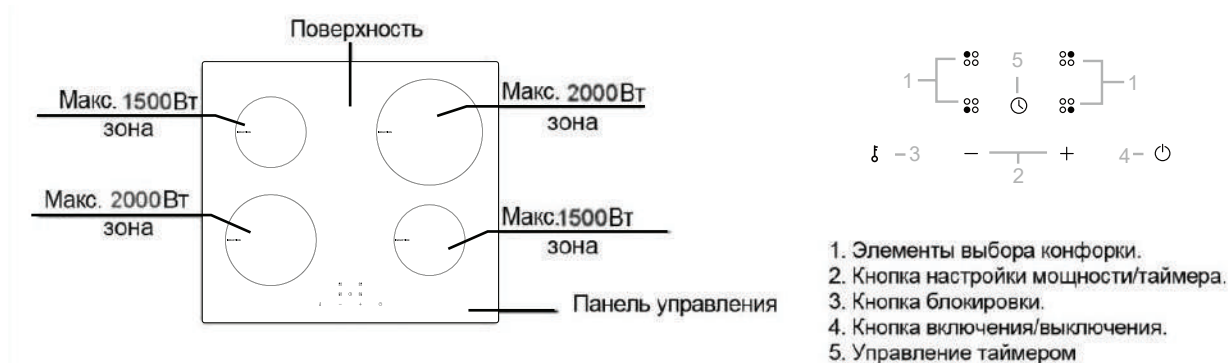 Поверхность
Макс. 1500Вт
зона
Макс. 2000Вт
зона
Макс. 2000Вт
зона
Макс.1500Вт
зона
Панель управления
1
5
1
3
2
4
1. Элементы выбора конфорки.
2. Кнопка настройки мощности/таймера.
3. Кнопка блокировки.
4. Кнопка включения/выключения.
5. Управление таймером